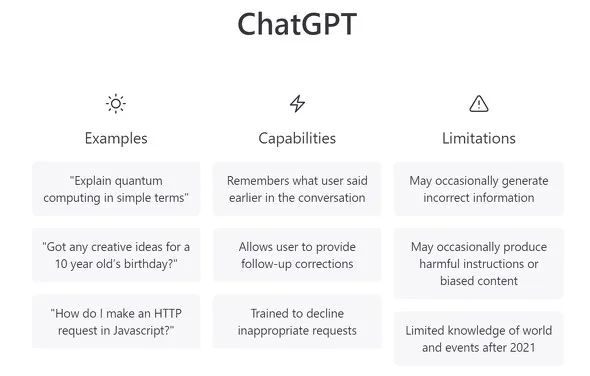 ChatGPT
Examples
"Explain quantum
computing in simple terms"
"Got any creative ideas for a
10 year old's birthday?"
"How do I make an HTTP
request in Javascript?"
Capabilities
Remembers what user said
earlier in the conversation
Allows user to provide
follow-up corrections
Trained to decline
inappropriate requests
Limitations
May occasionally generate
incorrect information
May occasionally produce
harmful instructions or
biased content
Limited knowledge of world
and events after 2021